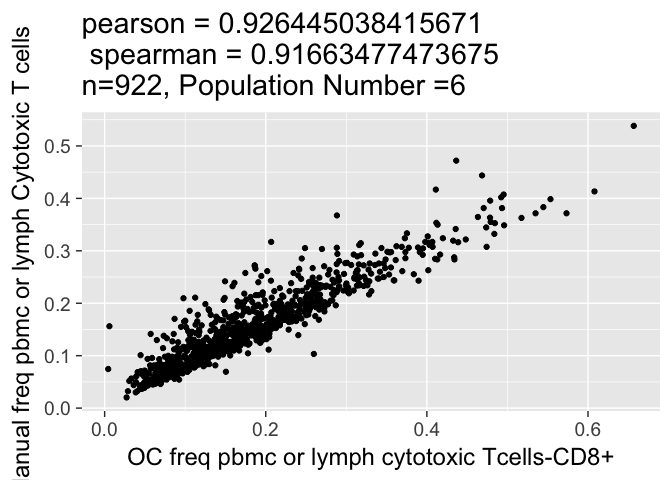 pearson = 0.926445038415671
spearman = 0.91663477473675
n=922, Population Number =6
freq pbmc or lymph Cytotoxic T cells
0.5
0.4
0.3
0.2
0.1
0.0
0.0 0.2 0.4 0.6
OC freq pbmc or lymph cytotoxic Tcells-CD8+